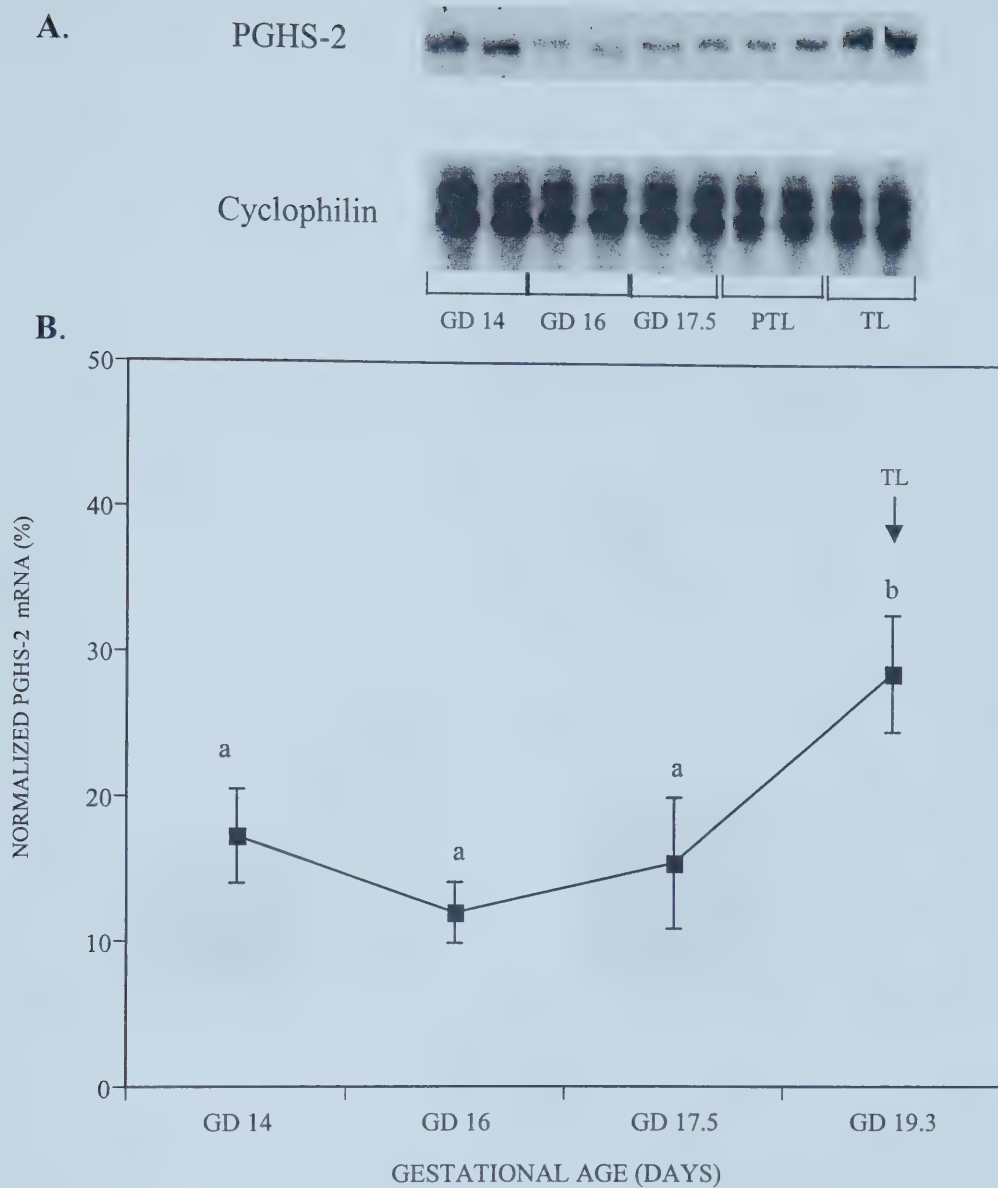 A.
PGHS-2
Cyclophilin
GD 14 GD 16 GD 17.5 PTL TL
B.
50
40
30
20
10
0
NORMALIZED PGHS-2 mRNA (%)
TL
a
a
a
b
GD 14 GD 16 GD 17.5 GD 19.3
GESTATIONAL AGE (DAYS)